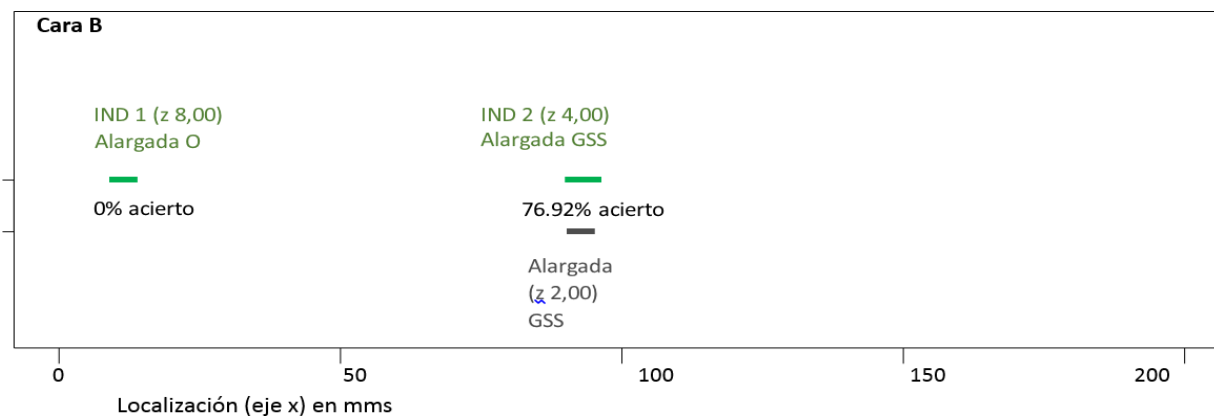 Cara B
IND 1 (z 8,00)
Alargada O
IND 2 (z 4,00)
Alargada GSS
0% acierto
76.92% acierto
Alargada
(z 2,00)
GSS
0 50 100 150 200
Localización (eje x) en mms